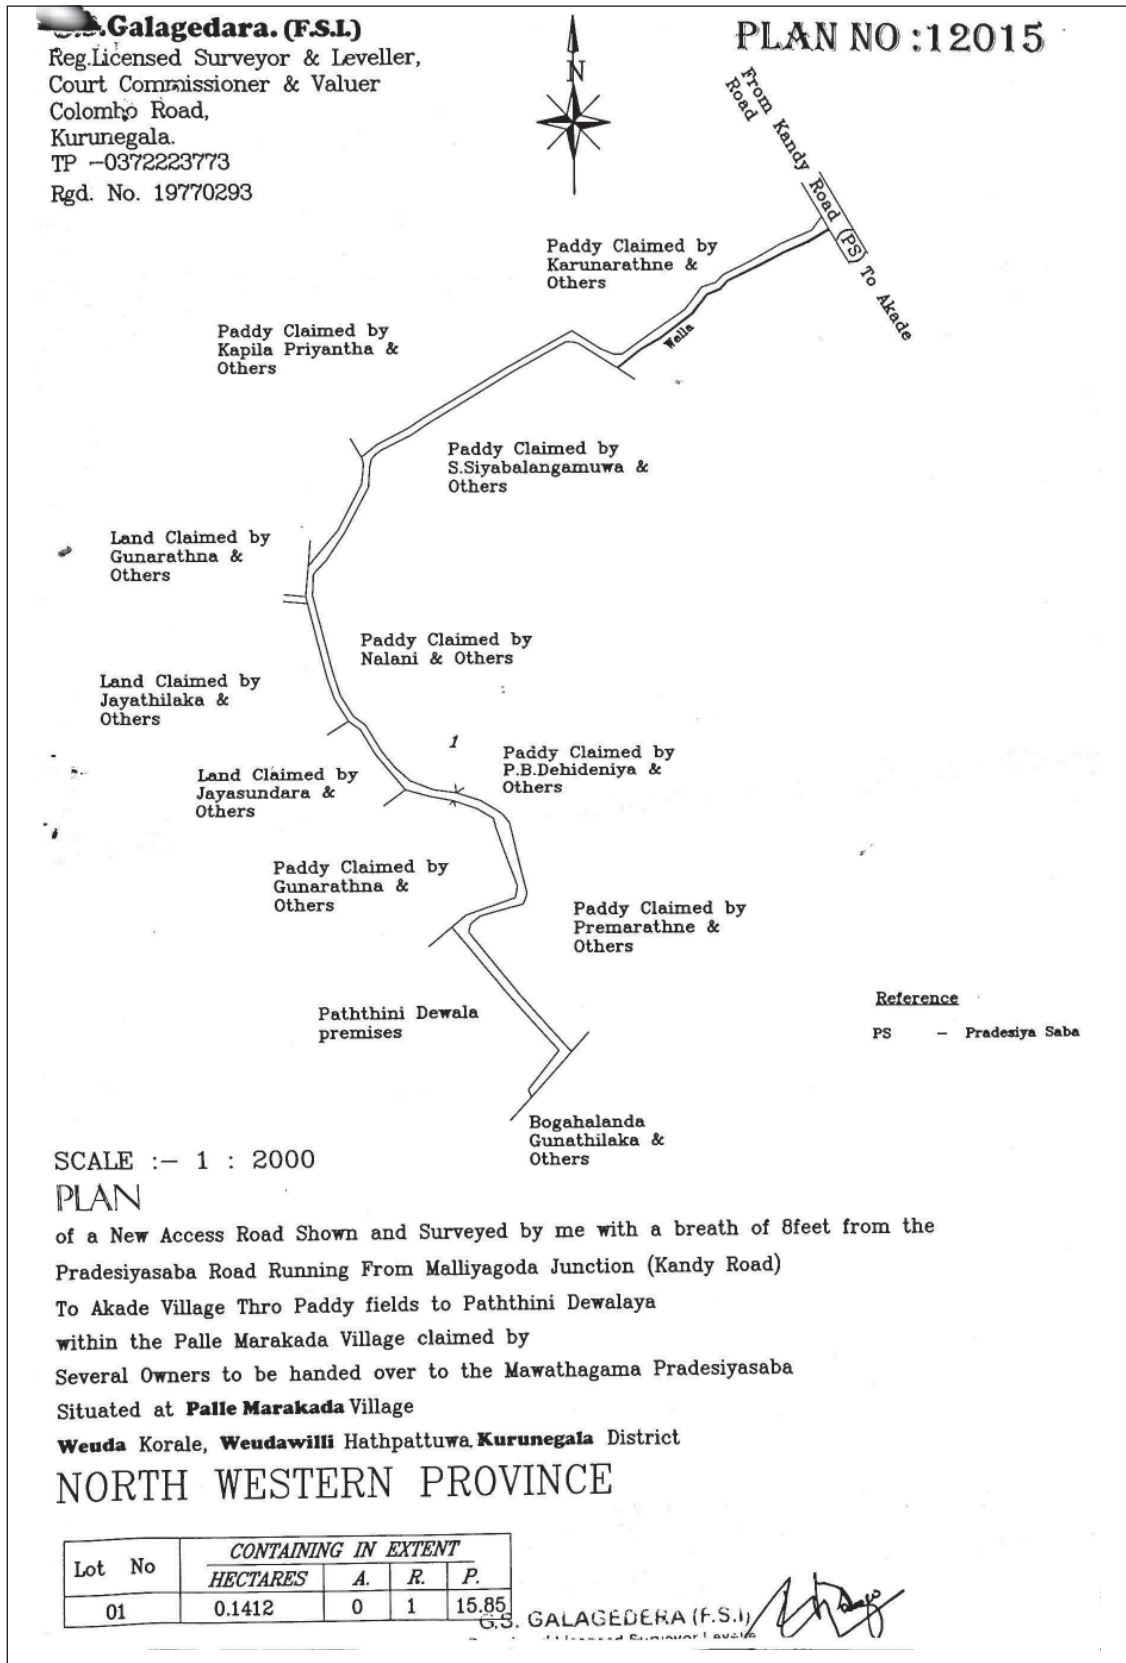 Galagedara. (F.S.I.)
Reg.Licensed Surveyor & Leveller,
Court Commissioner & Valuer
Colombo Road,
Kurunegala.
TP -0372223773
Rgd. No. 19770293
N
PLAN NO :12015
From Kandy Road (PS) To Akade
Road
Paddy Claimed by
Karunarathne &
Others
Wella
Paddy Claimed by
Kapila Priyantha &
Others
Paddy Claimed by
S.Siyabalangamuwa &
Others
Land Claimed by
Gunarathna &
Others
Paddy Claimed by
Nalani & Others
Land Claimed by
Jayathilaka &
Others
1
Paddy Claimed by
P.B.Dehideniya &
Others
Land Claimed by
Jayasundara &
Others
Paddy Claimed by
Gunarathna &
Others
Paddy Claimed by
Premarathne &
Others
Reference
PS - Pradesiya Saba
Paththini Dewala
premises
Bogahalanda
Gunathilaka &
Others
SCALE :- 1 : 2000
PLAN
of a New Access Road Shown and Surveyed by me with a breath of 8feet from the
Pradesiyasaba Road Running From Malliyagoda Junction (Kandy Road)
To Akade Village Thro Paddy fields to Paththini Dewalaya
within the Palle Marakada Village claimed by
Several Owners to be handed over to the Mawathagama Pradesiyasaba
Situated at Palle Marakada Village
Weuda Korale, Weudawilli Hathpattuwa, Kurunegala District
NORTH WESTERN PROVINCE
Lot No CONTAINING IN EXTENT
HECTARES A. R. P.
01 0.1412 0 1 15.85
G.S. GALAGEDERA (F.S.I)